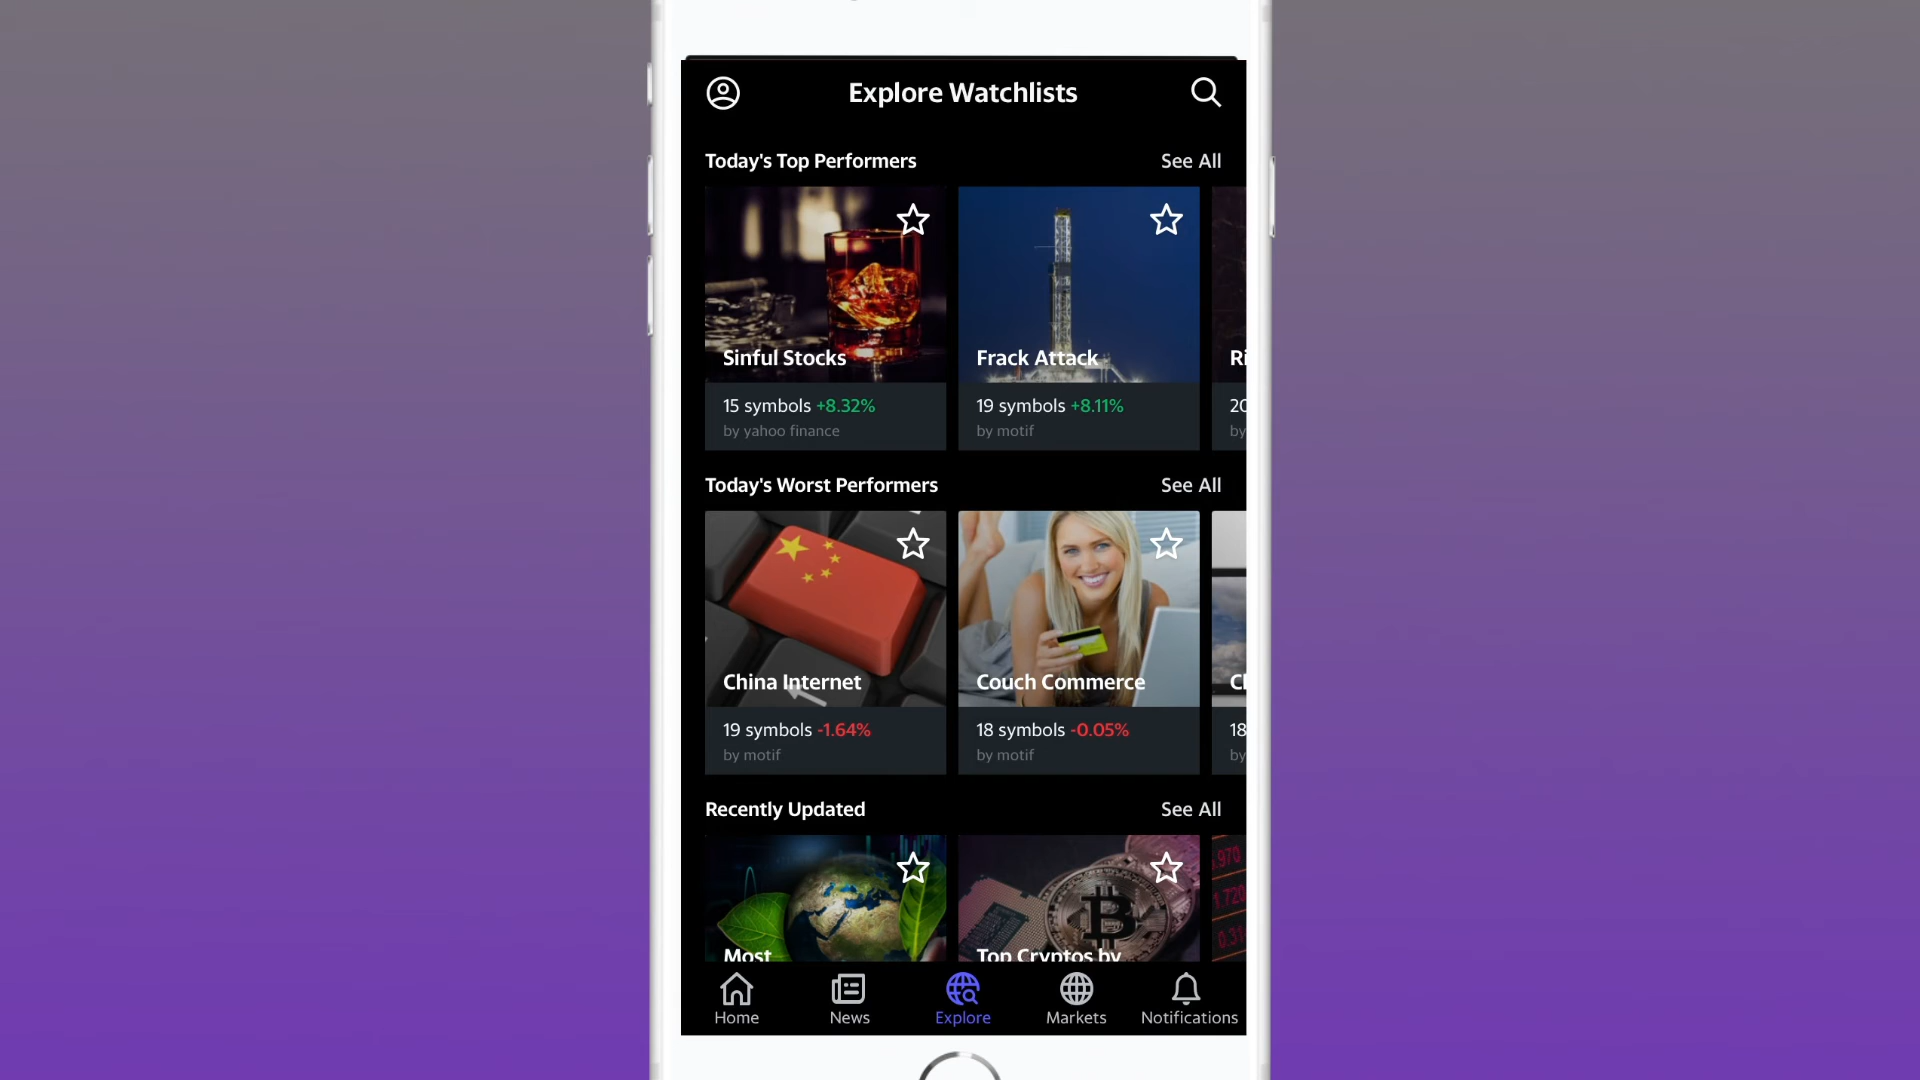 Explore Watchlists
Today's Top Performers See All
Sinful Stocks
15 symbols +8.32%
by yahoo finance
Frack Attack
19 symbols +8.11%
by motif
Today's Worst Performers See All
China Internet
19 symbols -1.64%
by motif
Couch Commerce
18 symbols -0.05%
by motif
18
by
Recently Updated See All
Most
Top Cryptos by
Home News Explore Markets Notifications